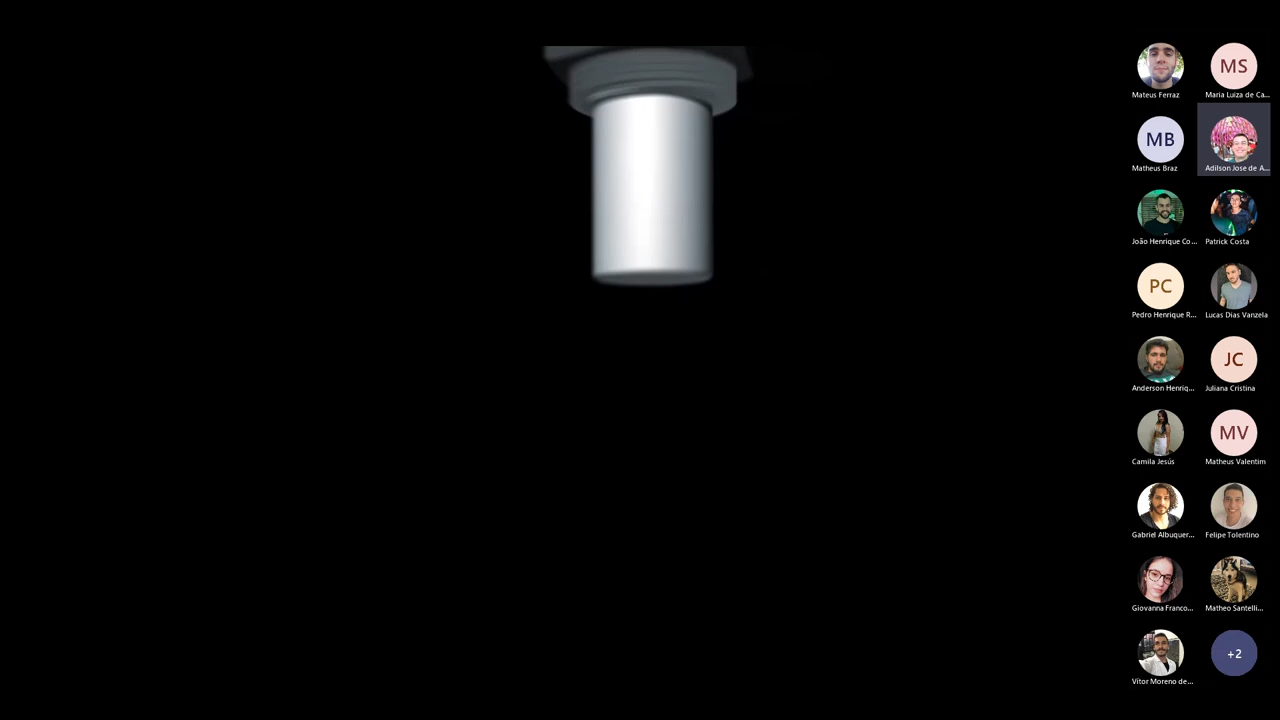 MS
Mateus Ferraz
Maria Luiza de Ca...
MB
Matheus Braz
Adilson Jose de A...
João Henrique Co...
Patrick Costa
PC
Pedro Henrique R...
Lucas Dias Vanzela
JC
Anderson Henriq...
Juliana Cristina
MV
Camila Jesús
Matheus Valentim
Gabriel Albuquer...
Felipe Tolentino
Giovanna Franco...
Matheo Santelli...
+2
Vítor Moreno de...